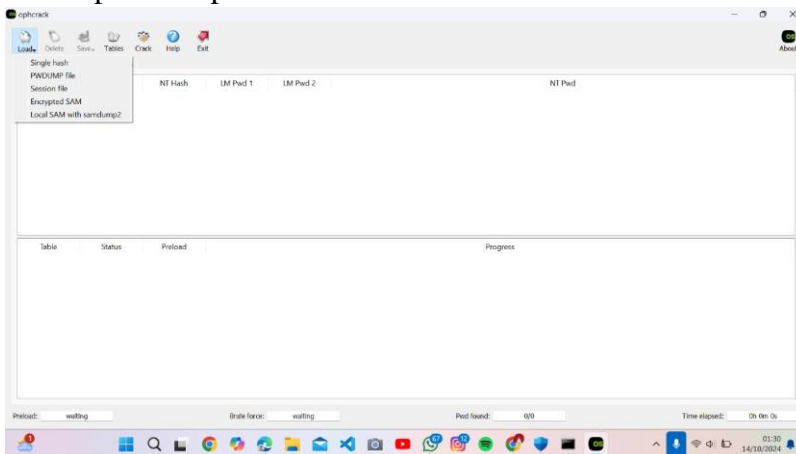 ophcrack
Load Delete Save Tables Crack Help Exit
OS
About
Single hash
PWDUMP file
Session file
Encrypted SAM
Local SAM with samdump2
NT Hash LM Pwd 1 LM Pwd 2 NT Pwd
Table Status Preload Progress
Preload: waiting Brute force: waiting Pwd found: 0/0 Time elapsed: 0h 0m 0s
OS
01:30
14/10/2024